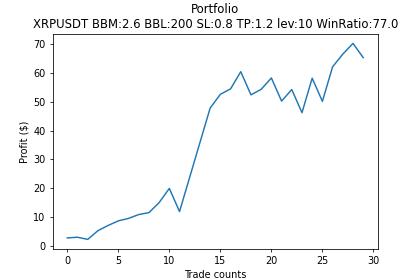 Portfolio
XRPUSDT BBM:2.6 BBL:200 SL:0.8 TP:1.2 lev:10 WinRatio:77.0
70
60
50
40
30
20
10
0
Profit ($)
0 5 10 15 20 25 30
Trade counts